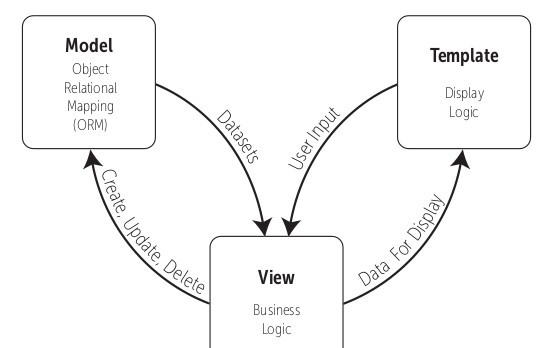 Model
Object
Relational
Mapping
(ORM)
Template
Display
Logic
Datasets
User Input
Create, Update, Delete
Data For Display
View
Business
Logic